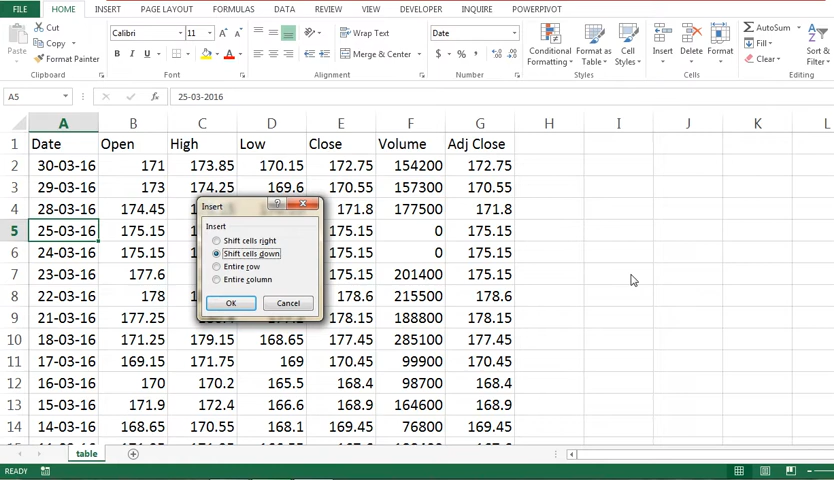 FILE HOME INSERT PAGE LAYOUT FORMULAS DATA REVIEW VIEW DEVELOPER INQUIRE POWERPIVOT
Paste
Cut
Copy
Format Painter
Clipboard
Calibri 11
B I U
Font
Wrap Text
Merge & Center
Alignment
Date
$ % ,
Number
Conditional Formatting
Format as Table
Cell Styles
Styles
Insert Delete Format
Cells
AutoSum
Fill
Clear
Sort & Filter
Editing
A5 fx 25-03-2016
A B C D E F G H I J K L
1 Date Open High Low Close Volume Adj Close
2 30-03-16 171 173.85 170.15 172.75 154200 172.75
3 29-03-16 173 174.25 169.6 170.55 157300 170.55
4 28-03-16 174.45 171.8 177500 171.8
5 25-03-16 175.15 175.15 0 175.15
6 24-03-16 175.15 175.15 0 175.15
7 23-03-16 177.6 175.15 201400 175.15
8 22-03-16 178 178.6 215500 178.6
9 21-03-16 177.25 178.15 188800 178.15
10 18-03-16 171.25 179.15 168.65 177.45 285100 177.45
11 17-03-16 169.15 171.75 169 170.45 99900 170.45
12 16-03-16 170 170.2 165.5 168.4 98700 168.4
13 15-03-16 171.9 172.4 166.6 168.9 164600 168.9
14 14-03-16 168.65 170.55 168.1 169.45 76800 169.45
Insert
Insert
Shift cells right
Shift cells down
Entire row
Entire column
OK Cancel
table
READY